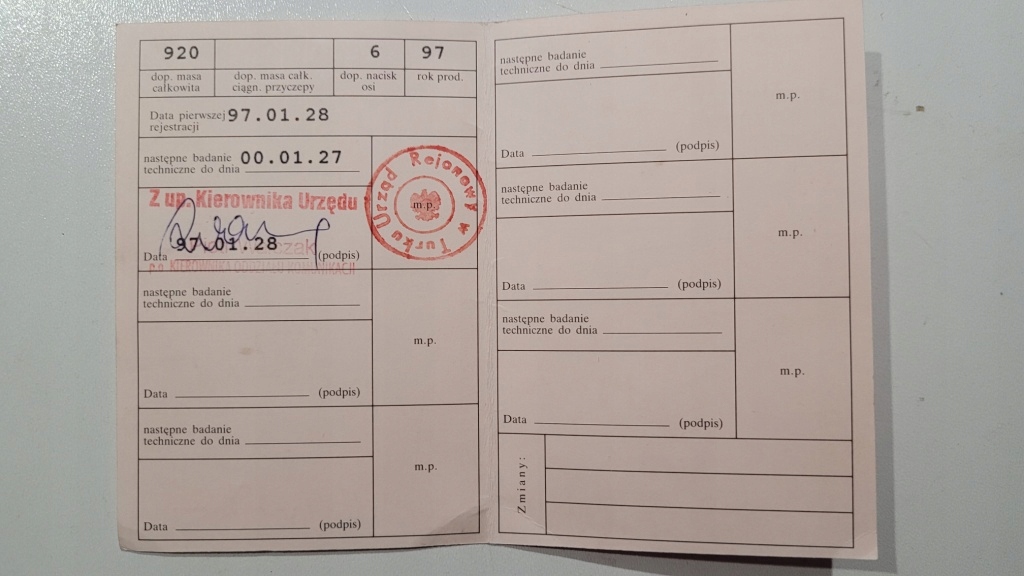 920 6 97
dop. masa całkowita
dop. masa całk. ciągn. przyczepy
dop. nacisk osi
rok prod.
Data pierwszej rejestracji 97.01.28
następne badanie 00.01.27
techniczne do dnia
Z up. Kierownika Urzędu
Data 97.01.28 (podpis)
p.o. KIEROWNIKA ODDZIAŁU KOMUNIKACJI
m.p.
Urząd Rejonowy w Turku
następne badanie
techniczne do dnia
m.p.
Data (podpis)
następne badanie
techniczne do dnia
m.p.
Data (podpis)
następne badanie
techniczne do dnia
m.p.
Data (podpis)
następne badanie
techniczne do dnia
m.p.
Data (podpis)
następne badanie
techniczne do dnia
m.p.
Data (podpis)
Zmiany: